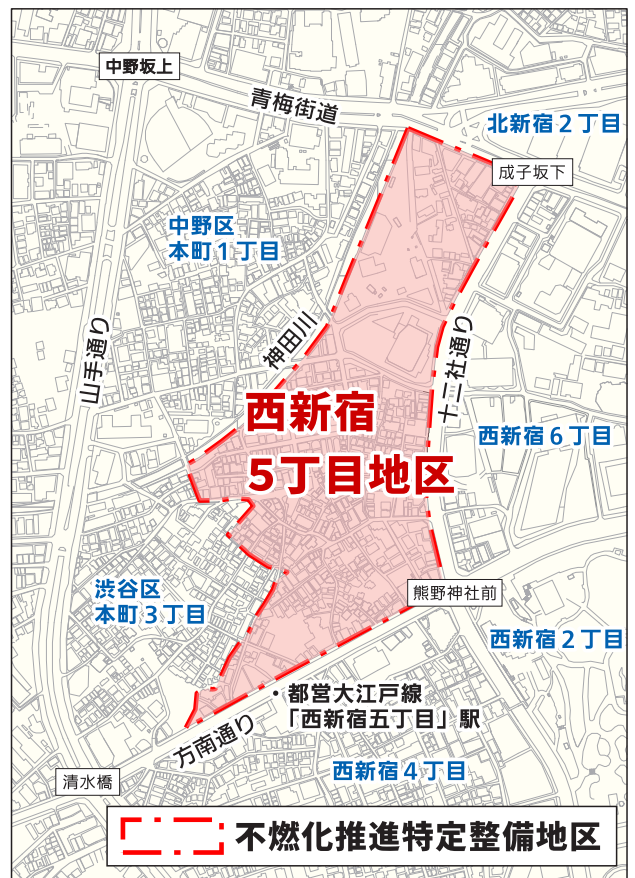 中野坂上
青梅街道
北新宿２丁目
成子坂下
中野区
本町１丁目
神田川
山手通り
十二社通り
西新宿
５丁目地区
西新宿６丁目
熊野神社前
渋谷区
本町３丁目
西新宿２丁目
・都営大江戸線
「西新宿五丁目」駅
方南通り
西新宿４丁目
清水橋
不燃化推進特定整備地区